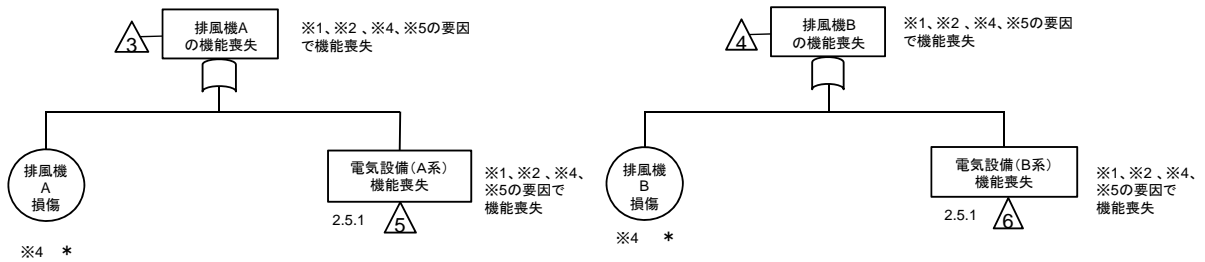 3
排風機A
の機能喪失
※1、※2 、※4、※5の要因
で機能喪失
排風機
A
損傷
※4 *
電気設備(A系)
機能喪失
2.5.1
5
※1、※2 、※4、
※5の要因で
機能喪失
4
排風機B
の機能喪失
※1、※2 、※4、※5の要因
で機能喪失
排風機
B
損傷
※4 *
電気設備(B系)
機能喪失
2.5.1
6
※1、※2 、※4、
※5の要因で
機能喪失